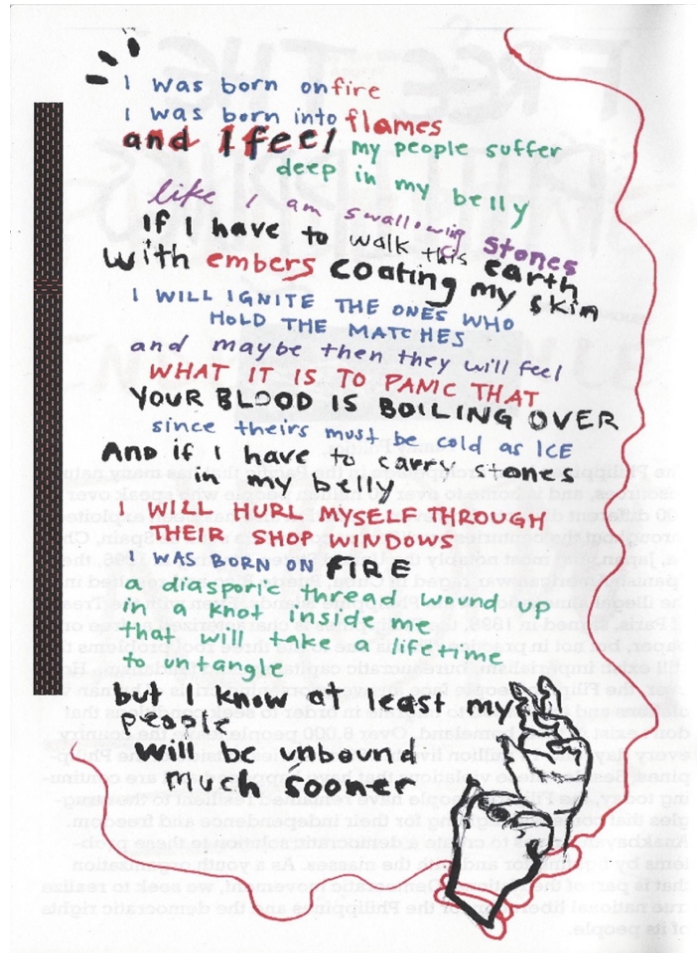 I was born on fire
I was born into flames
and I feel my people suffer
deep in my belly
like I am swallowing stones
If I have to walk this earth
with embers coating my skin
I WILL IGNITE THE ONES WHO
HOLD THE MATCHES
and maybe then they will feel
WHAT IT IS TO PANIC THAT
YOUR BLOOD IS BOILING OVER
since theirs must be cold as ICE
And if I have to carry stones
in my belly
I WILL HURL MYSELF THROUGH
THEIR SHOP WINDOWS
I WAS BORN ON FIRE
a diasporic thread wound up
in a knot inside me
that will take a lifetime
to untangle
but I know at least my
people
will be unbound
much sooner